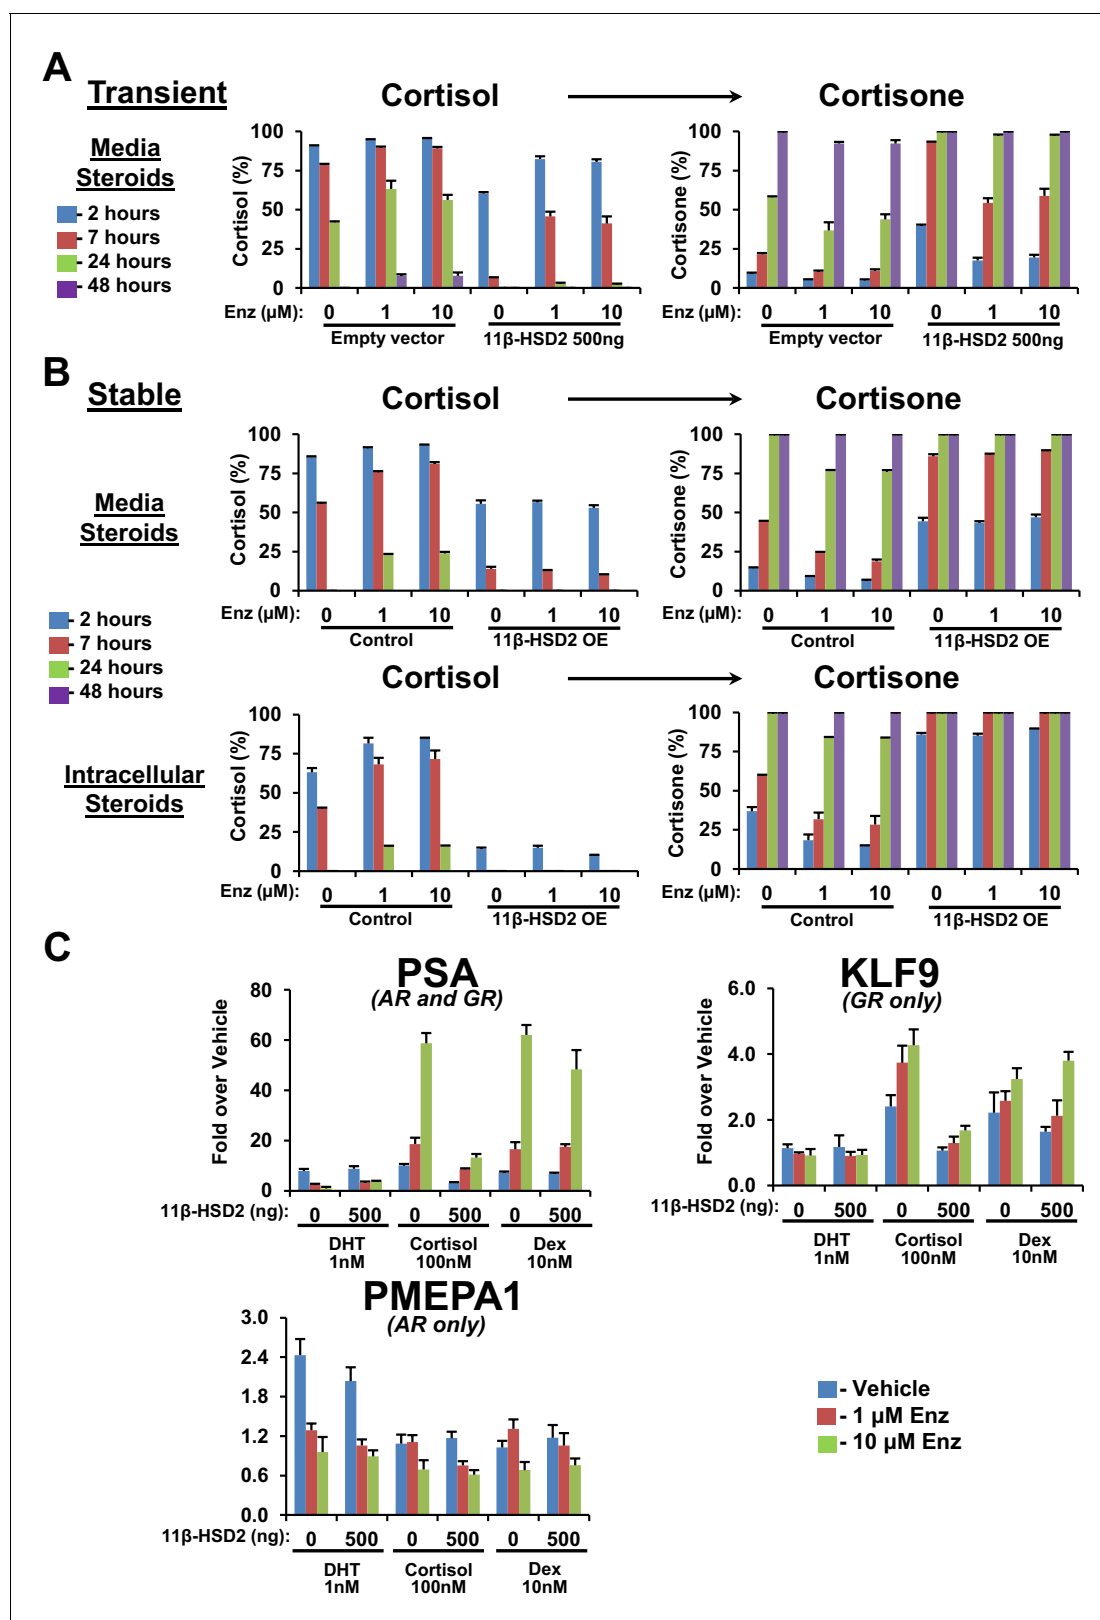 A
Transient
Cortisol
Cortisone
Media
Steroids
- 2 hours
- 7 hours
- 24 hours
- 48 hours
Cortisol (%)
100
75
50
25
0
Enz (µM):
0 1 10 0 1 10
Empty vector
11β-HSD2 500ng
Cortisone (%)
100
75
50
25
0
Enz (µM):
0 1 10 0 1 10
Empty vector
11β-HSD2 500ng
B
Stable
Cortisol
Cortisone
Media
Steroids
Cortisol (%)
100
75
50
25
0
Enz (µM):
0 1 10 0 1 10
Control
11β-HSD2 OE
Cortisone (%)
100
75
50
25
0
Enz (µM):
0 1 10 0 1 10
Control
11β-HSD2 OE
- 2 hours
- 7 hours
- 24 hours
- 48 hours
Cortisol
Cortisone
Intracellular
Steroids
Cortisol (%)
100
75
50
25
0
Enz (µM):
0 1 10 0 1 10
Control
11β-HSD2 OE
Cortisone (%)
100
75
50
25
0
Enz (µM):
0 1 10 0 1 10
Control
11β-HSD2 OE
C
PSA
(AR and GR)
Fold over Vehicle
80
60
40
20
0
11β-HSD2 (ng):
0 500 0 500 0 500
DHT Cortisol Dex
1nM 100nM 10nM
KLF9
(GR only)
Fold over Vehicle
6.0
4.0
2.0
0.0
11β-HSD2 (ng):
0 500 0 500 0 500
DHT Cortisol Dex
1nM 100nM 10nM
PMEPA1
(AR only)
3.0
2.4
1.8
1.2
0.6
0.0
11β-HSD2 (ng):
0 500 0 500 0 500
DHT Cortisol Dex
1nM 100nM 10nM
- Vehicle
- 1 µM Enz
- 10 µM Enz